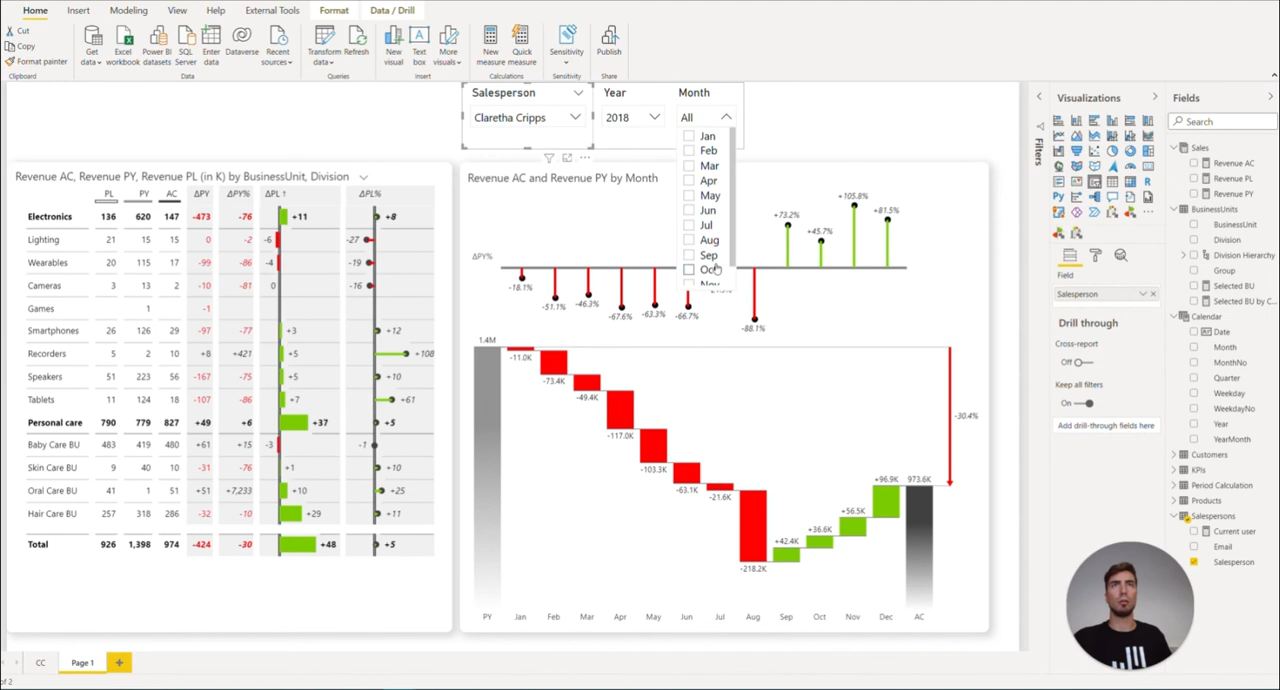 Home Insert Modeling View Help External Tools Format Data / Drill
Cut
Copy
Format painter
Clipboard
Get data
Excel workbook
Power BI datasets
SQL Server
Enter data
Dataverse
Recent sources
Data
Transform data
Refresh
Queries
New visual
Text box
More visuals
Insert
New measure
Quick measure
Calculations
Sensitivity
Sensitivity
Publish
Share
Salesperson Year Month
Claretha Cripps 2018 All
Jan
Feb
Mar
Apr
May
Jun
Jul
Aug
Sep
Oct
Nov
Revenue AC, Revenue PY, Revenue PL (in K) by BusinessUnit, Division
PL PY AC ΔPY ΔPY% ΔPL ↑ ΔPL%
Electronics 136 620 147 -473 -76 +11 +8
Lighting 21 15 15 0 -2 -6 -27
Wearables 20 115 17 -99 -86 -4 -19
Cameras 3 13 2 -10 -81 0 -16
Games 1 -1
Smartphones 26 126 29 -97 -77 +3 +12
Recorders 5 2 10 +8 +421 +5 +108
Speakers 51 223 56 -167 -75 +5 +10
Tablets 11 124 18 -107 -86 +7 +61
Personal care 790 779 827 +49 +6 +37 +5
Baby Care BU 483 419 480 +61 +15 -3 -1
Skin Care BU 9 40 10 -31 -76 +1 +10
Oral Care BU 41 1 51 +51 +7,233 +10 +25
Hair Care BU 257 318 286 -32 -10 +29 +11
Total 926 1,398 974 -424 -30 +48 +5
Revenue AC and Revenue PY by Month
ΔPY%
-18.1% -51.1% -46.3% -67.6% -63.3% -66.7% -88.1% +73.2% +45.7% +105.8% +81.5%
1.4M -11.0K -73.4K -49.4K -117.0K -103.3K -63.1K -21.6K -218.2K +42.4K +36.6K +56.5K +96.9K 973.6K
-30.4%
PY Jan Feb Mar Apr May Jun Jul Aug Sep Oct Nov Dec AC
Filters
Visualizations
R
Py
Field
Salesperson
Drill through
Cross-report
Off
Keep all filters
On
Add drill-through fields here
Fields
Search
Sales
Revenue AC
Revenue PL
Revenue PY
BusinessUnits
BusinessUnit
Division
Division Hierarchy
Group
Selected BU
Selected BU by C...
Calendar
Date
Month
MonthNo
Quarter
Weekday
WeekdayNo
Year
YearMonth
Customers
KPIs
Period Calculation
Products
Salespersons
Current user
Email
Salesperson
CC Page 1 +
of 2